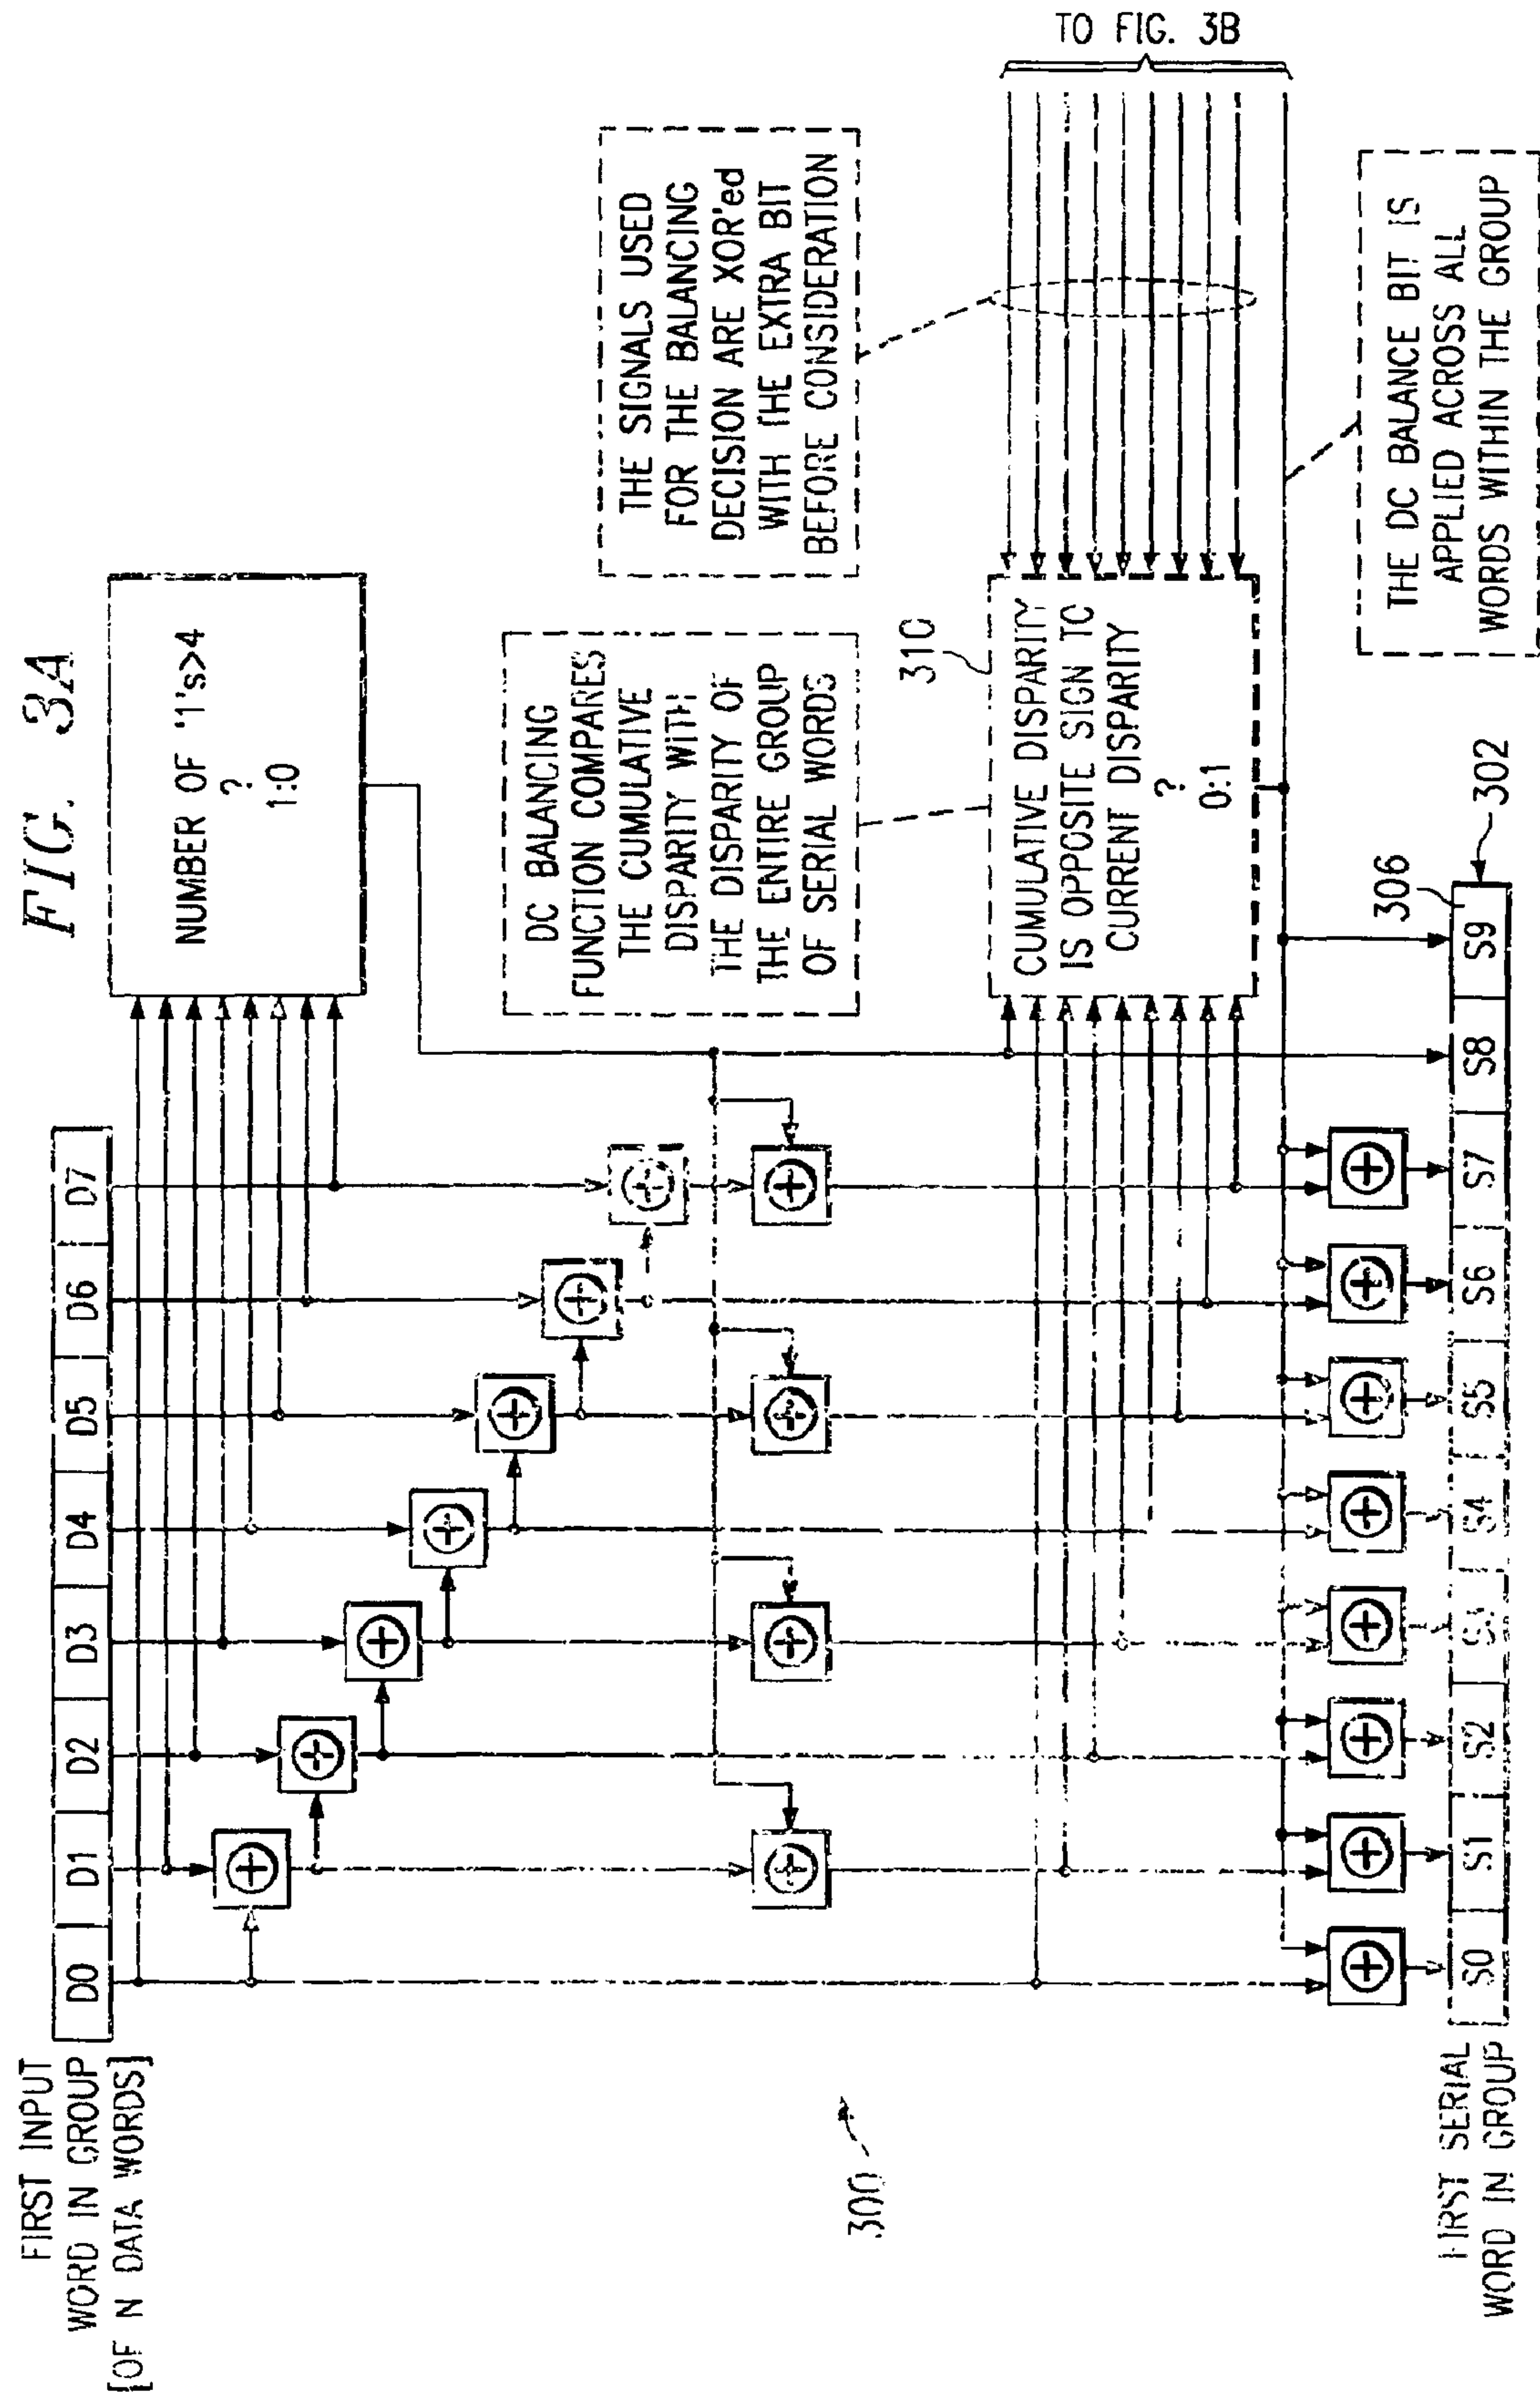 FIG. 3A
FIRST INPUT
WORD IN GROUP
[OF N DATA WORDS]
D0 D1 D2 D3 D4 D5 D6 D7
NUMBER OF '1's>4
?
1:0
DC BALANCING
FUNCTION COMPARES
THE CUMULATIVE
DISPARITY WITH
THE DISPARITY OF
THE ENTIRE GROUP
OF SERIAL WORDS
THE SIGNALS USED
FOR THE BALANCING
DECISION ARE XOR'ed
WITH THE EXTRA BIT
BEFORE CONSIDERATION
300
310
CUMULATIVE DISPARITY
IS OPPOSITE SIGN TO
CURRENT DISPARITY
?
0:1
TO FIG. 3B
THE DC BALANCE BIT IS
APPLIED ACROSS ALL
WORDS WITHIN THE GROUP
306
302
FIRST SERIAL
WORD IN GROUP
S0 S1 S2 S3 S4 S5 S6 S7 S8 S9